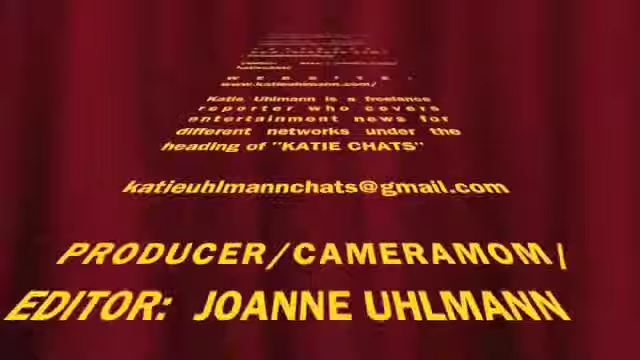 WEBSITE:
www.katieuhlmann.com/
Katie Uhlmann is a freelance
reporter who covers
entertainment news for
different networks under the
heading of "KATIE CHATS"
katieuhlmannchats@gmail.com
PRODUCER/CAMERAMOM/
EDITOR: JOANNE UHLMANN